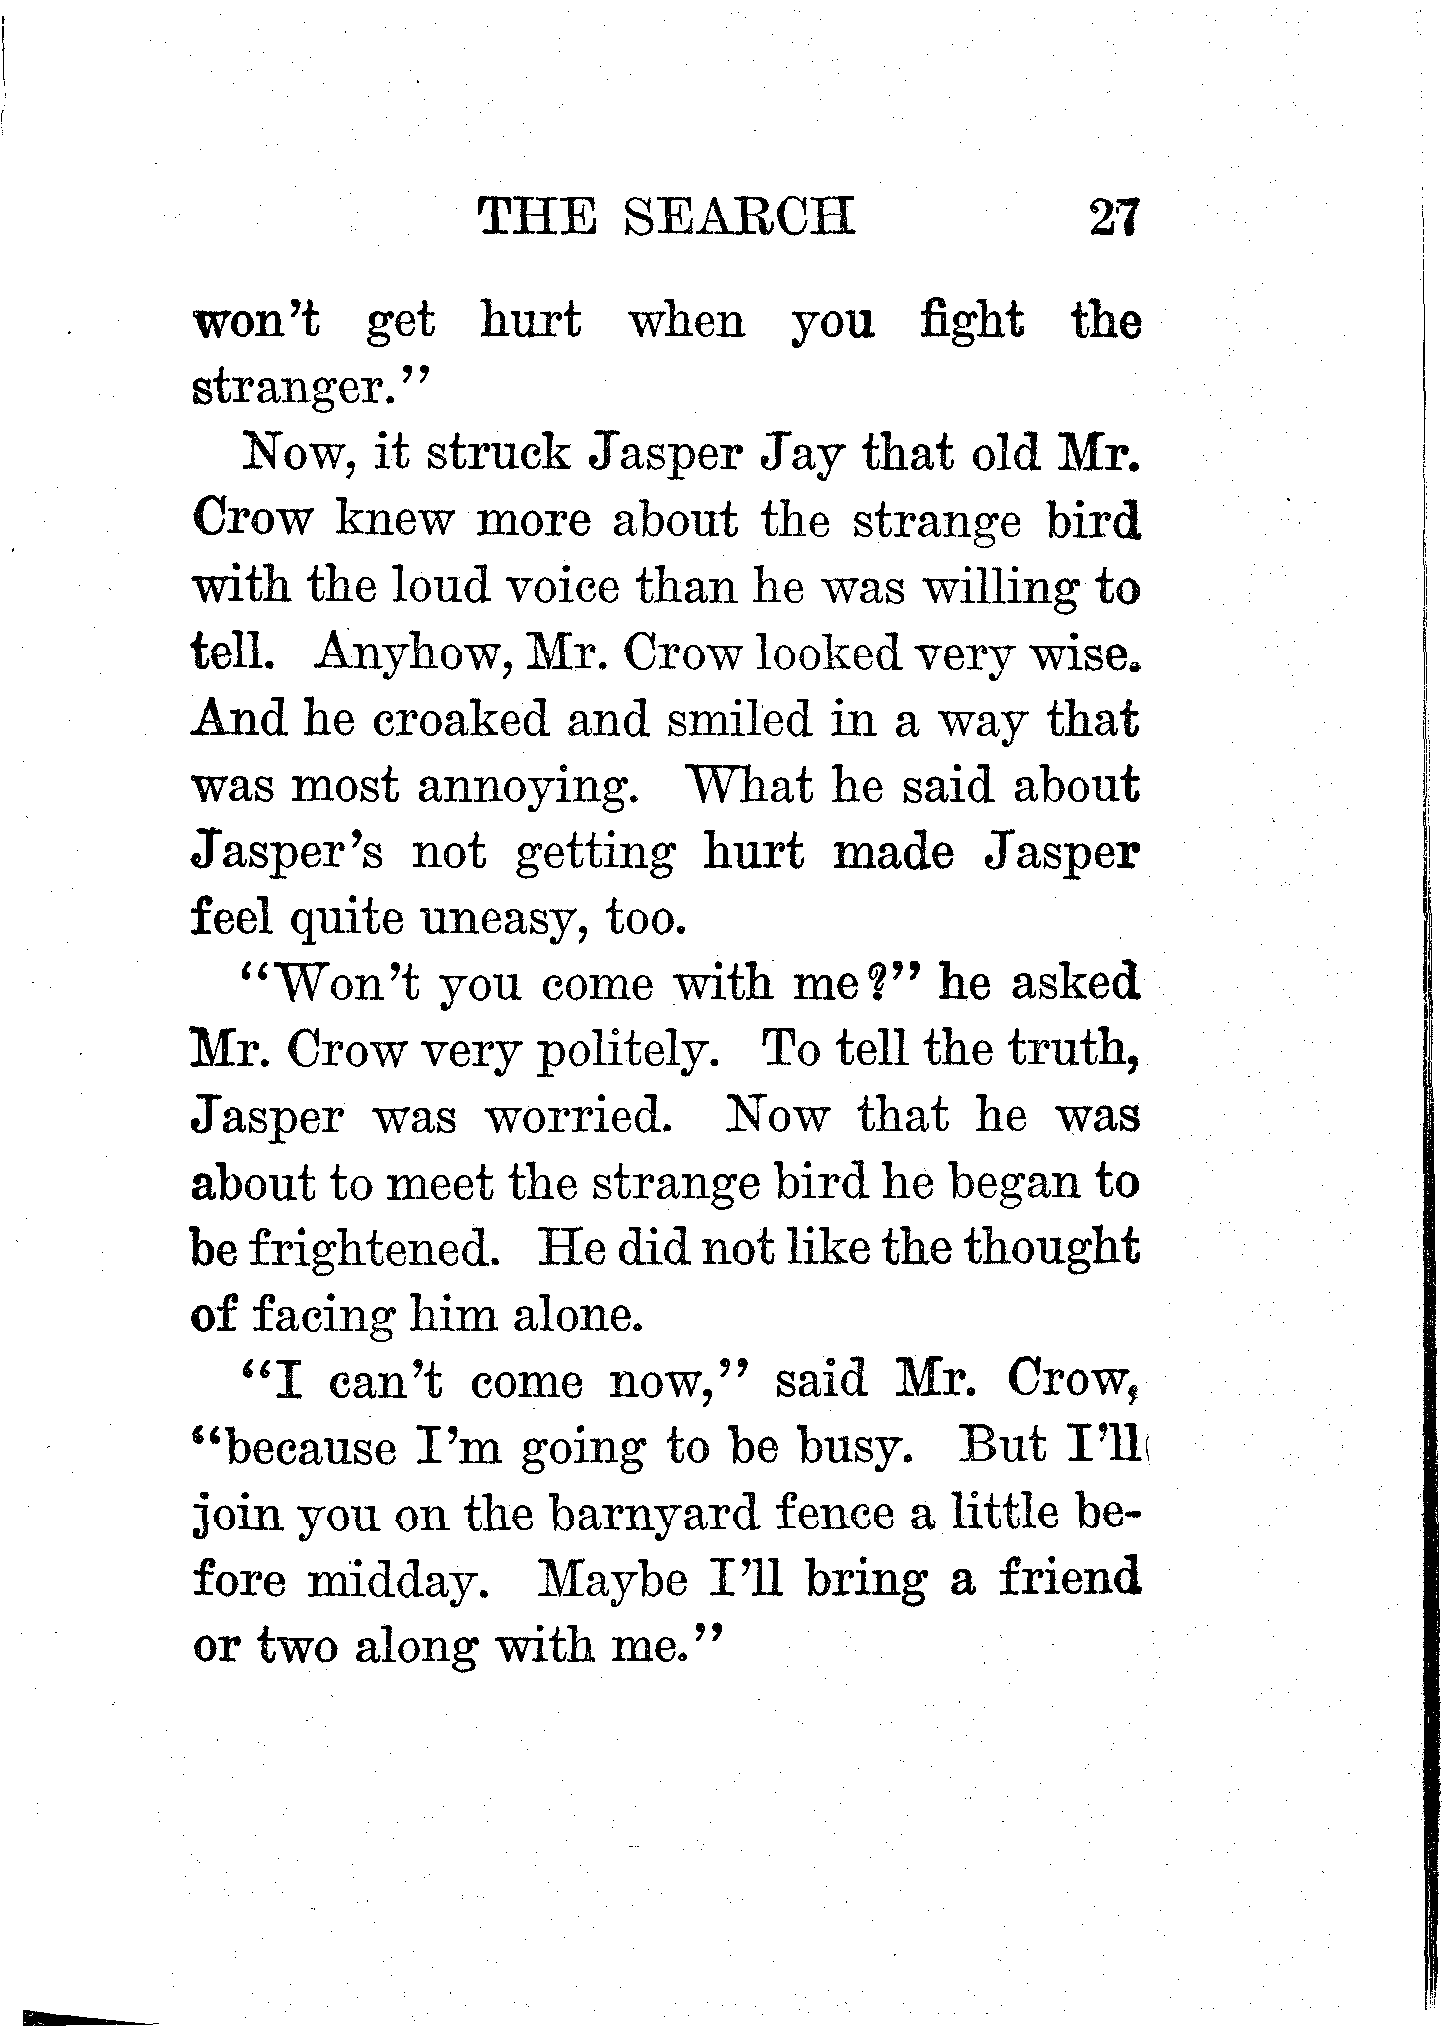 THE SEARCH 27
won't get hurt when you fight the
stranger."
Now, it struck Jasper Jay that old Mr.
Crow knew more about the strange bird
with the loud voice than he was willing to
tell. Anyhow, Mr. Crow looked very wise.
And he croaked and smiled in a way that
was most annoying. What he said about
Jasper's not getting hurt made Jasper
feel quite uneasy, too.
"Won't you come with me?" he asked
Mr. Crow very politely. To tell the truth,
Jasper was worried. Now that he was
about to meet the strange bird he began to
be frightened. He did not like the thought
of facing him alone.
"I can't come now," said Mr. Crow,
"because I'm going to be busy. But I'll
join you on the barnyard fence a little be-
fore midday. Maybe I'll bring a friend
or two along with me."